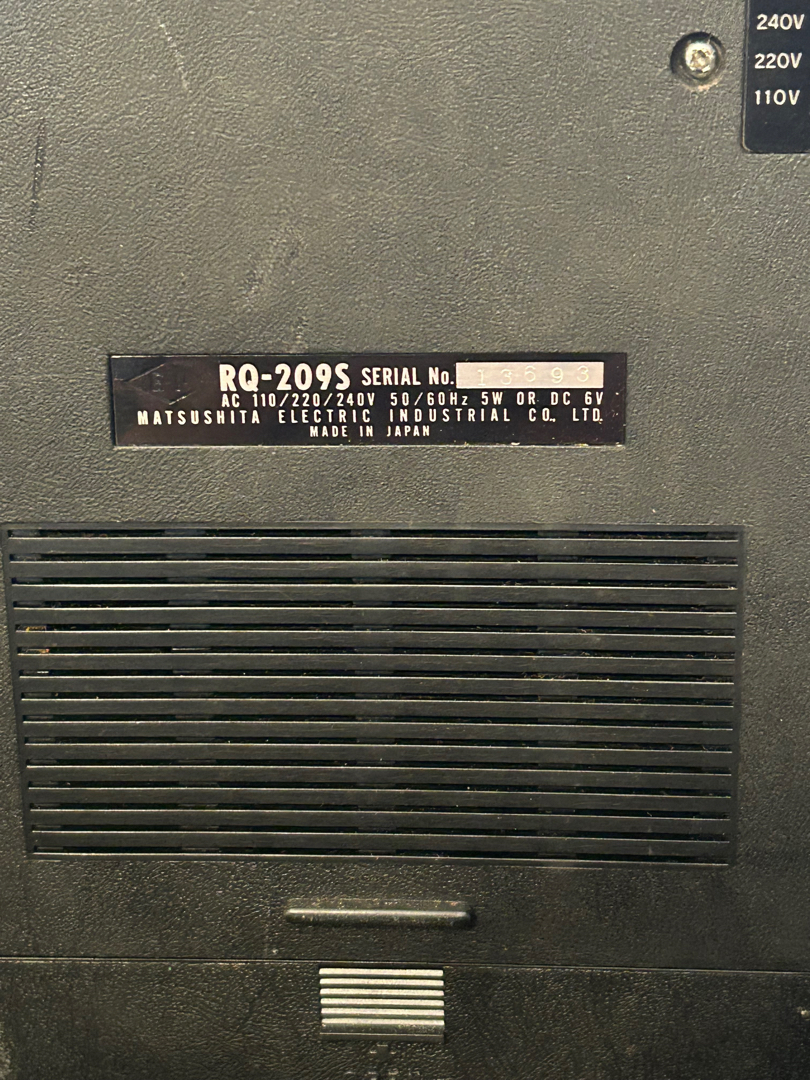 240V
220V
110V
RQ-209S SERIAL No. 13693
AC 110/220/240V 50/60Hz 5W OR DC 6V
MATSUSHITA ELECTRIC INDUSTRIAL CO., LTD.
MADE IN JAPAN